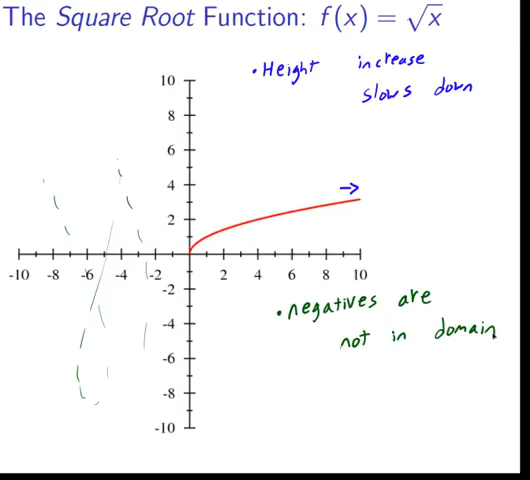 The Square Root Function: f(x) = √x
• Height increase
slows down
10
8
6
4
2
-10 -8 -6 -4 -2 2 4 6 8 10
-2
-4
-6
-8
-10
• negatives are
not in domain